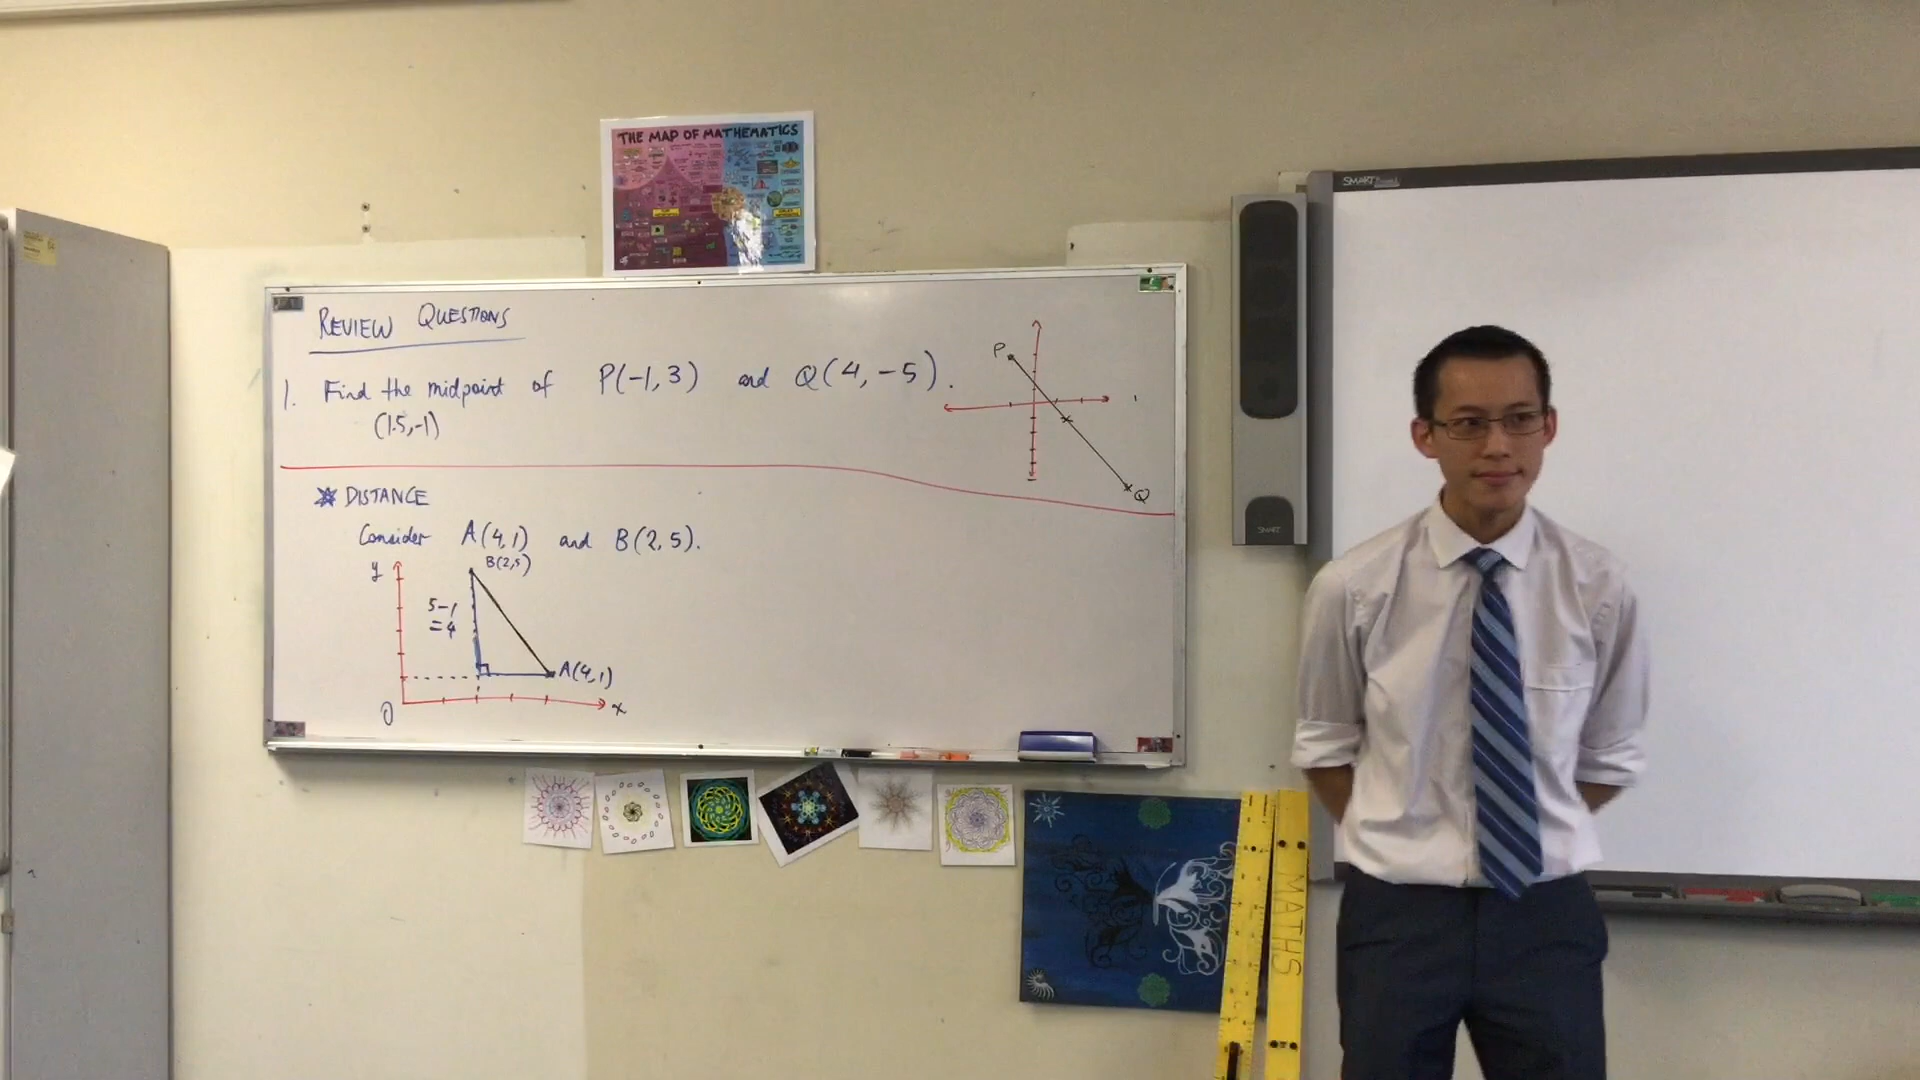 THE MAP OF MATHEMATICS
SMART
REVIEW QUESTIONS
1. Find the midpoint of P(-1, 3) and Q(4, -5).
(1.5, -1)
P
Q
DISTANCE
Consider A(4, 1) and B(2, 5).
y
B(2,5)
5-1
=4
A(4,1)
0
x
SMART
MATHS